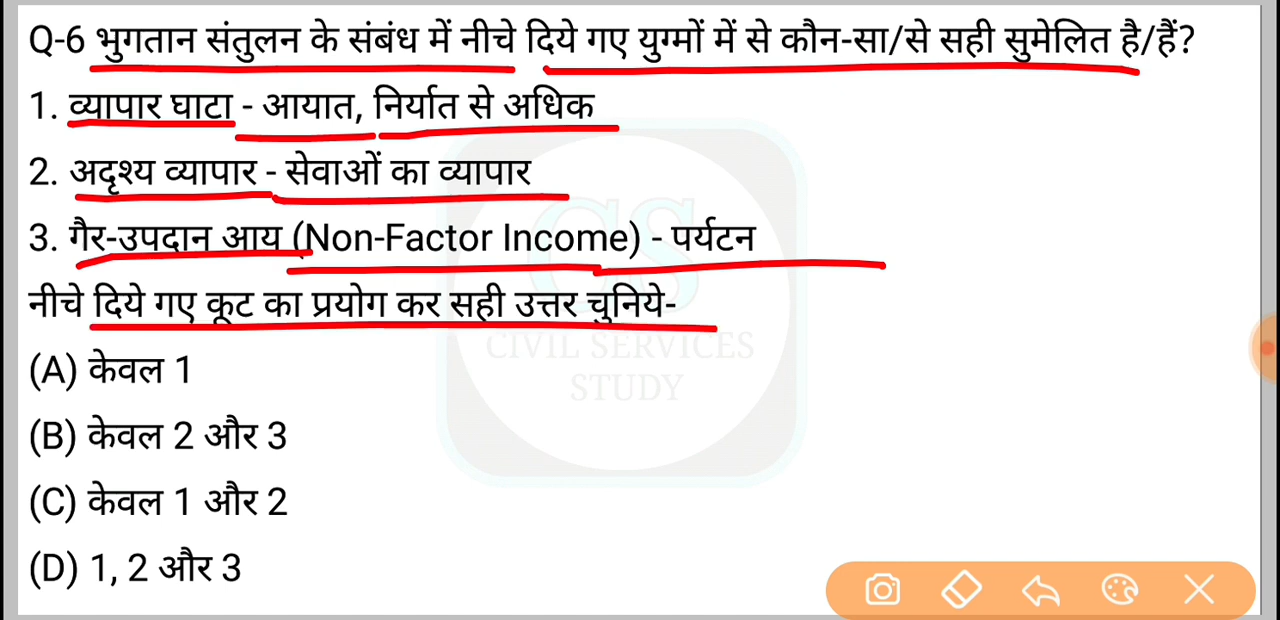 Q-6 भुगतान संतुलन के संबंध में नीचे दिये गए युग्मों में से कौन-सा/से सही सुमेलित है/हैं?
1. व्यापार घाटा - आयात, निर्यात से अधिक
2. अदृश्य व्यापार - सेवाओं का व्यापार
3. गैर-उपदान आय (Non-Factor Income) - पर्यटन
नीचे दिये गए कूट का प्रयोग कर सही उत्तर चुनिये-
(A) केवल 1
(B) केवल 2 और 3
(C) केवल 1 और 2
(D) 1, 2 और 3
CS
CIVIL SERVICES
STUDY